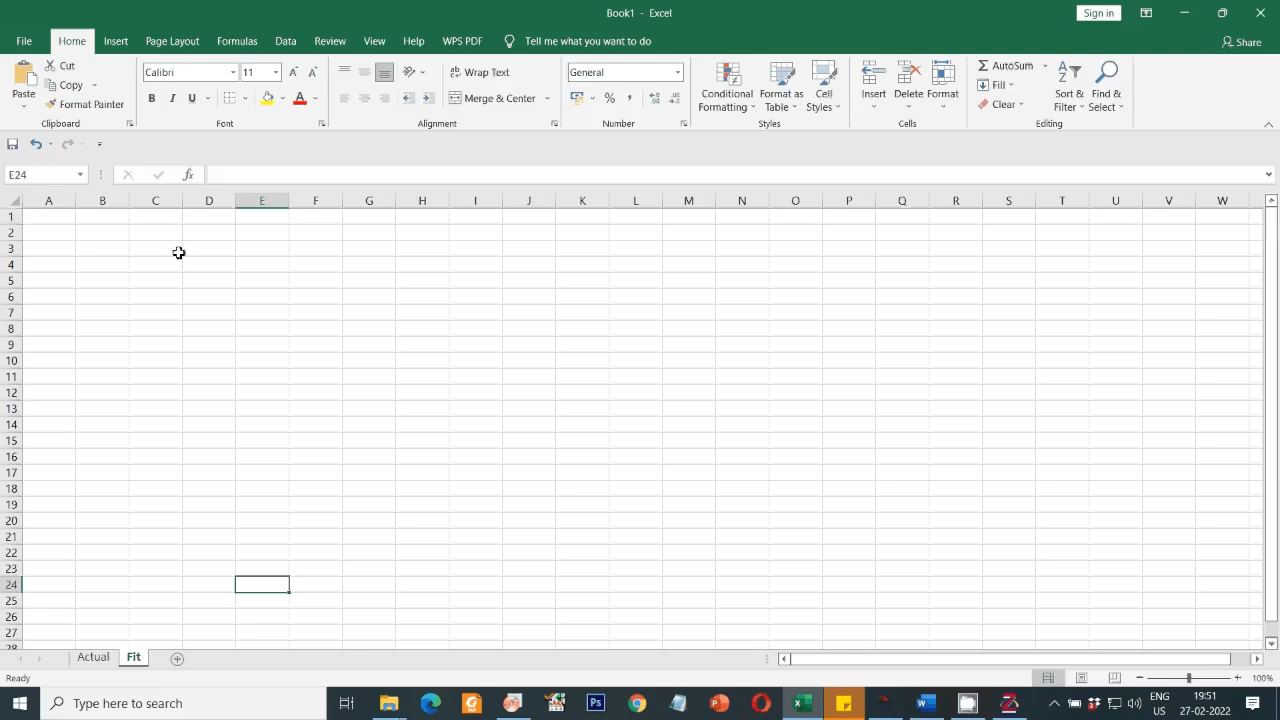 Book1 - Excel
Sign in
File Home Insert Page Layout Formulas Data Review View Help WPS PDF Tell me what you want to do Share
Paste
Cut
Copy
Format Painter
Clipboard
Calibri 11
B I U
Font
Wrap Text
Merge & Center
Alignment
General
Number
Conditional Formatting
Format as Table
Cell Styles
Styles
Insert Delete Format
Cells
AutoSum
Fill
Clear
Sort & Filter
Find & Select
Editing
E24
fx
A B C D E F G H I J K L M N O P Q R S T U V W
1
2
3
4
5
6
7
8
9
10
11
12
13
14
15
16
17
18
19
20
21
22
23
24
25
26
27
28
Actual Fit
Ready
100%
Type here to search
ENG
US
19:51
27-02-2022